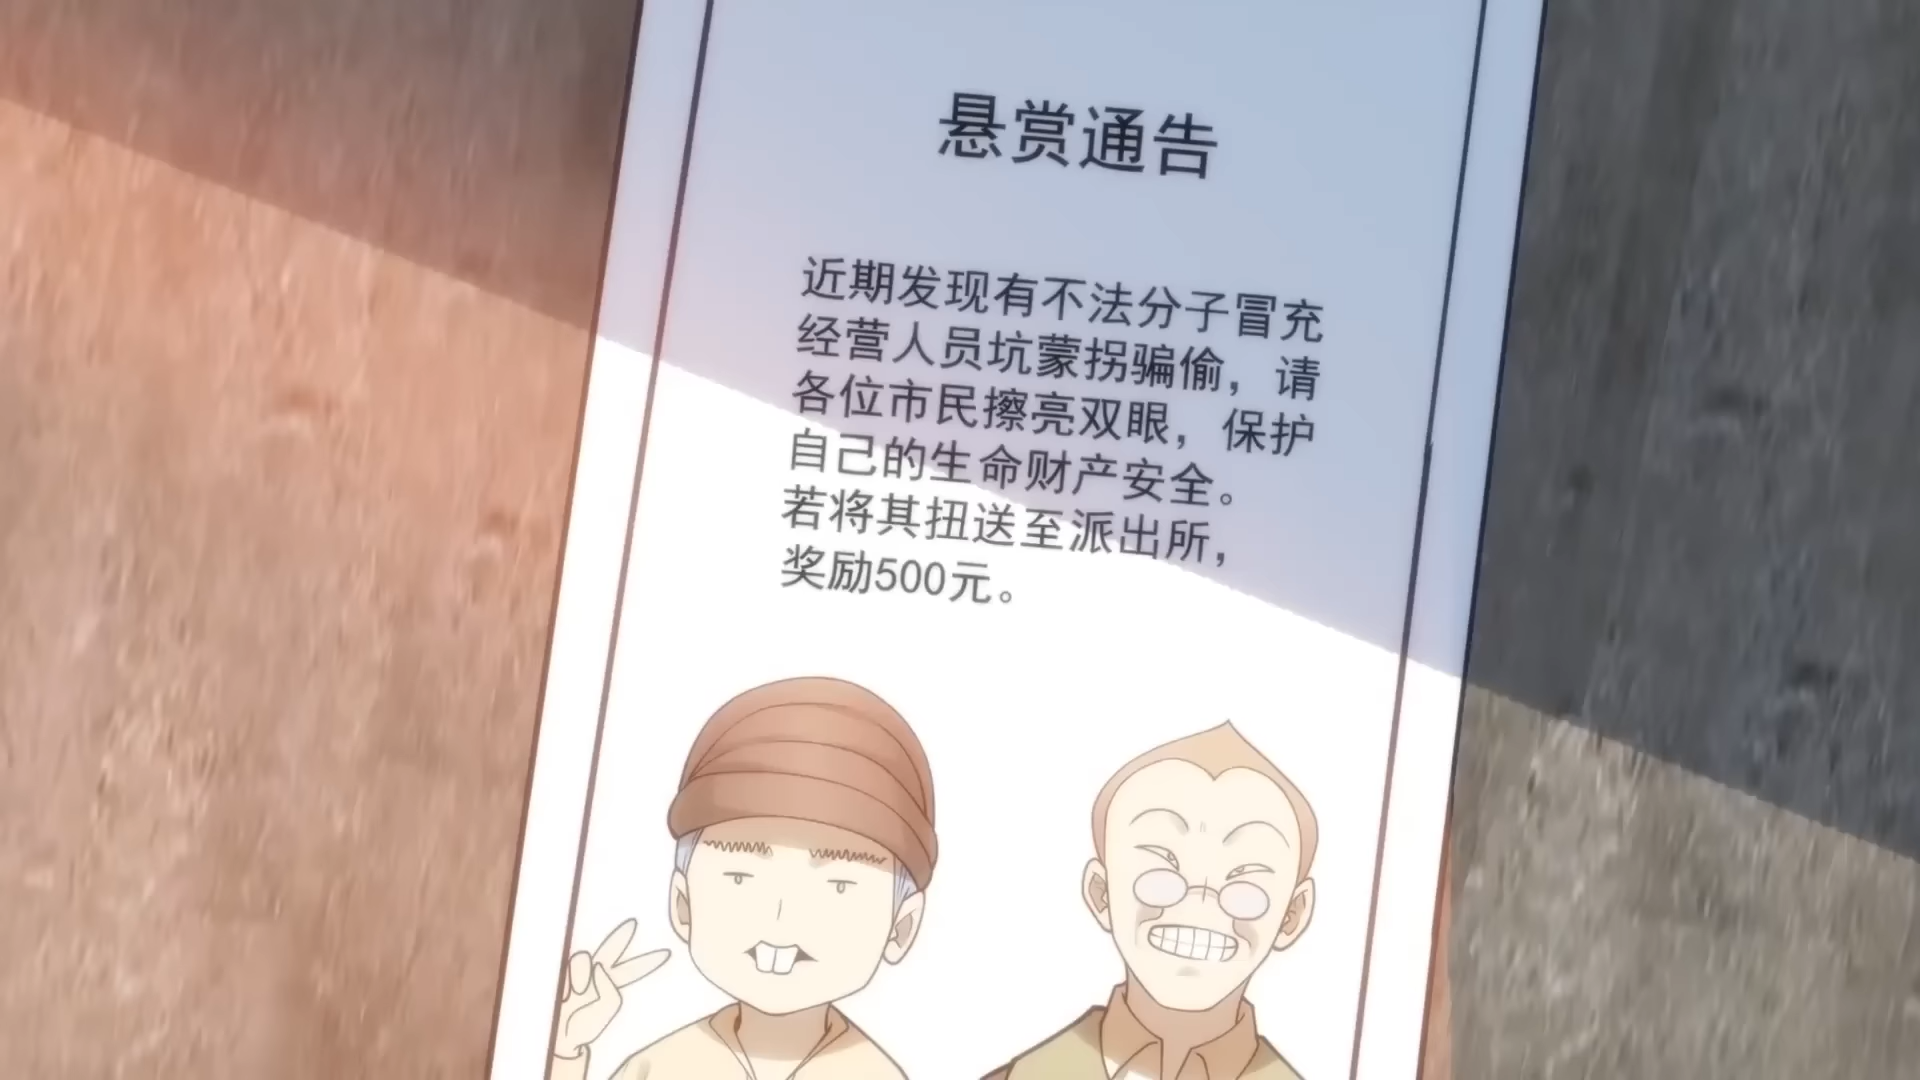 悬赏通告
近期发现有不法分子冒充
经营人员坑蒙拐骗偷，请
各位市民擦亮双眼，保护
自己的生命财产安全。
若将其扭送至派出所，
奖励500元。